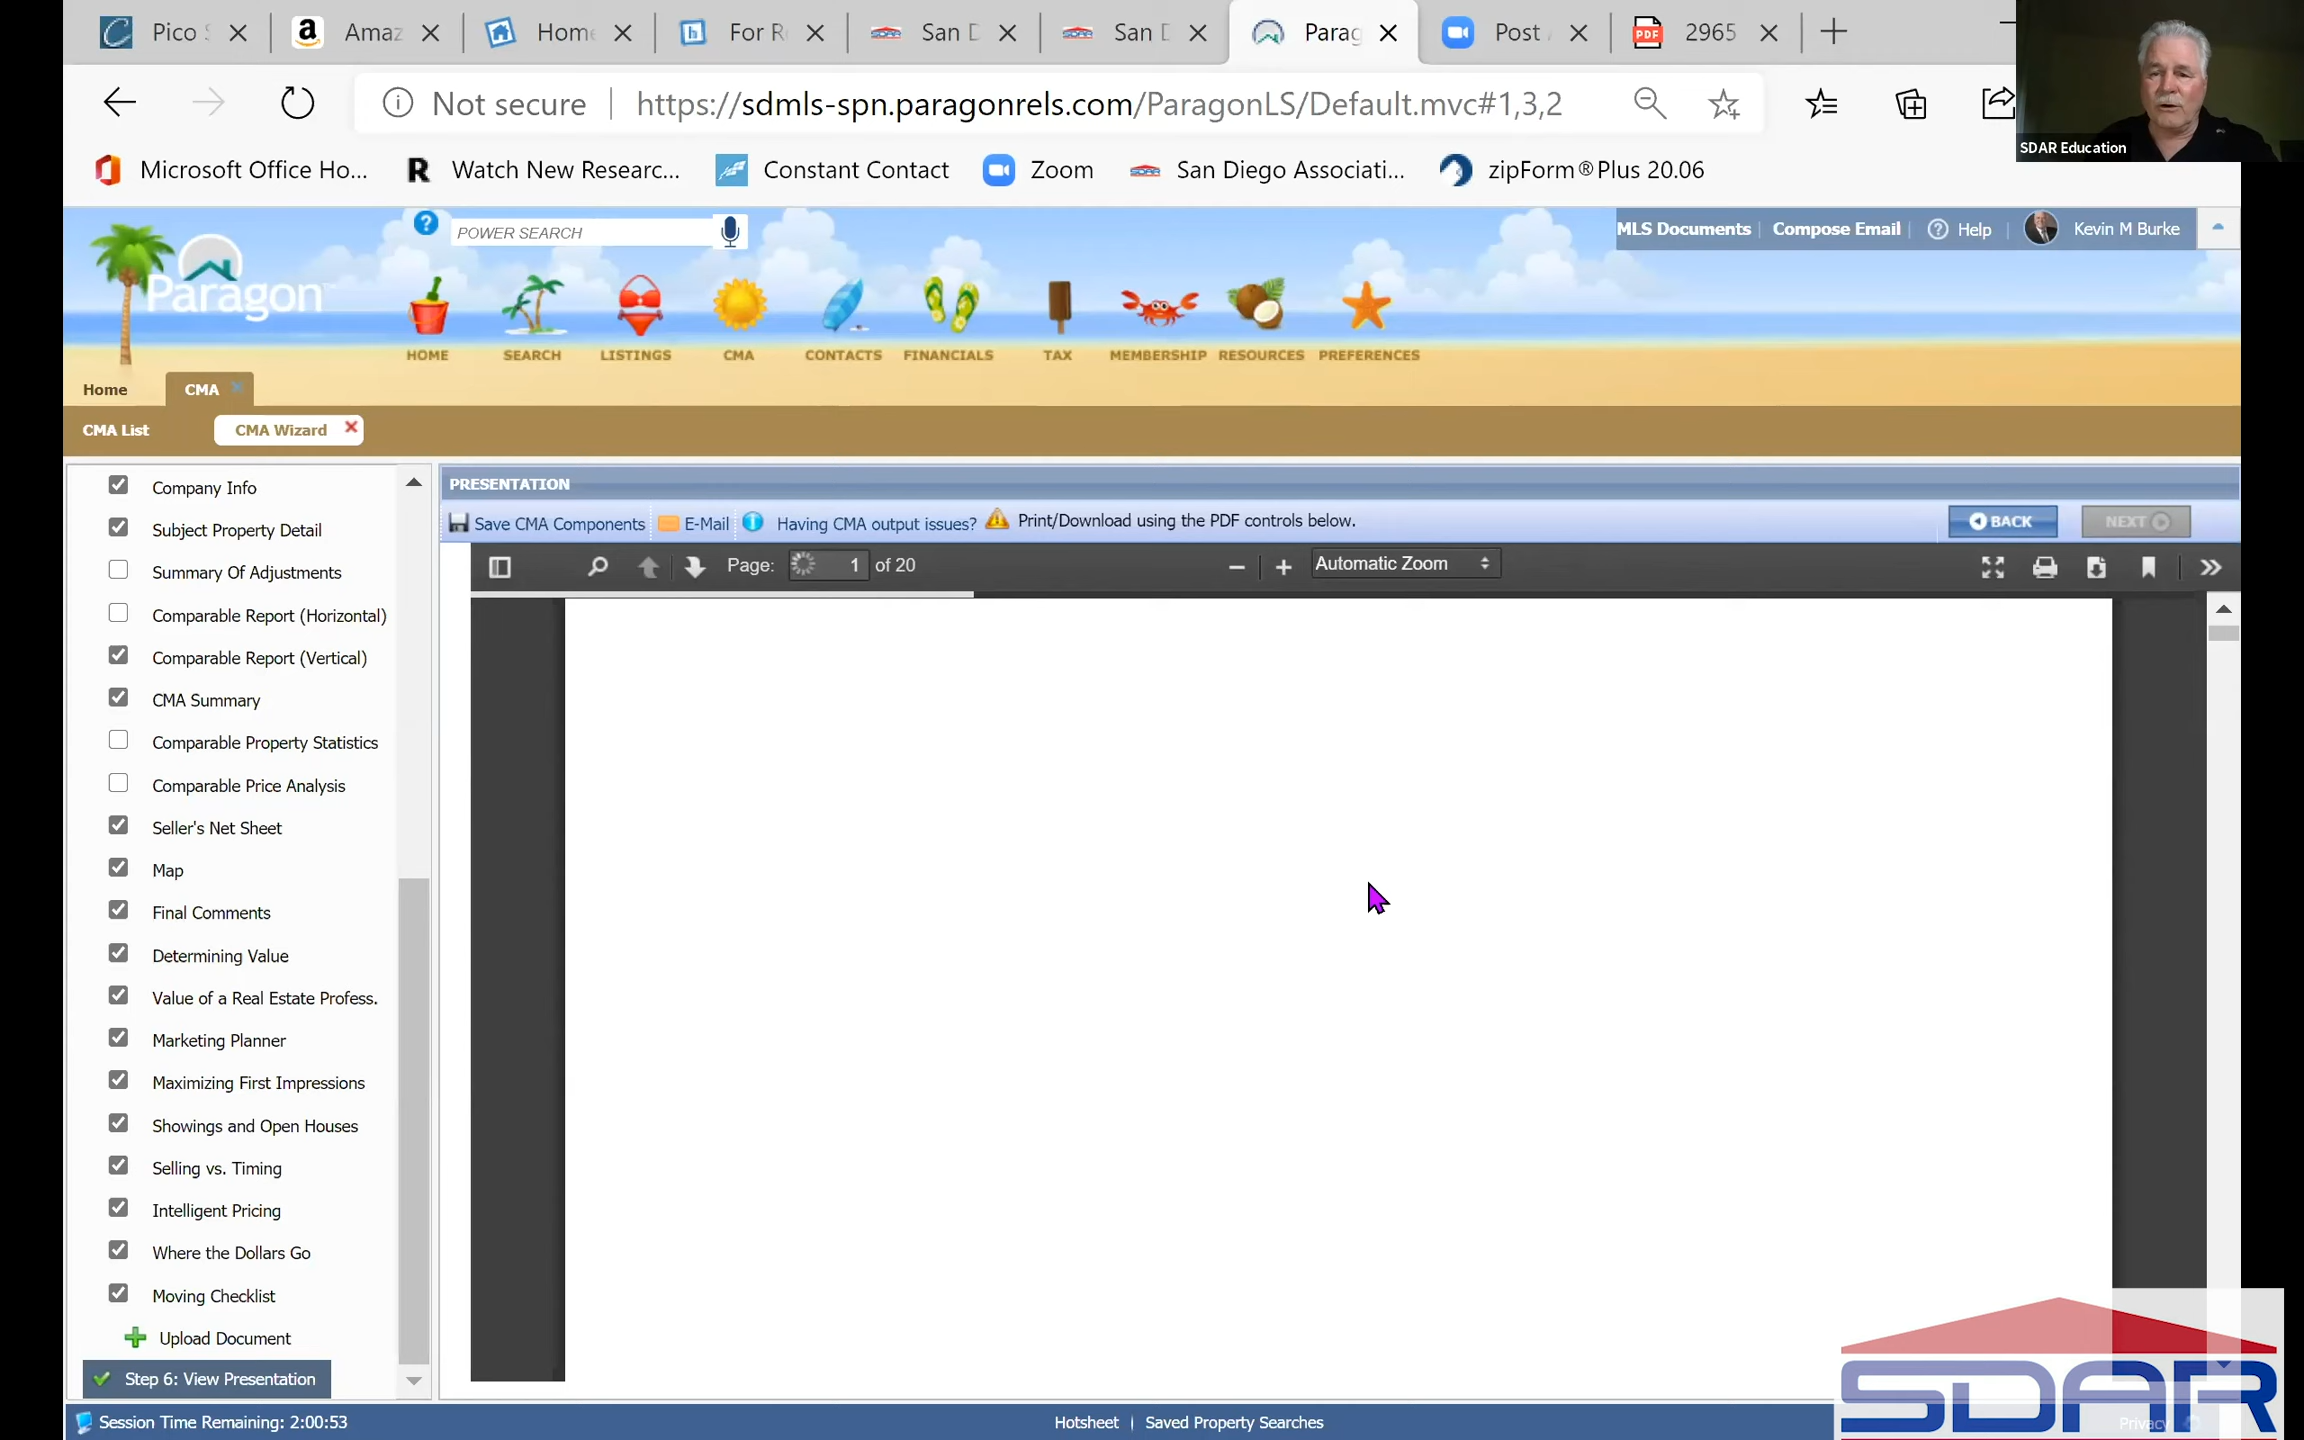 Pico S
Amaz
Home
For Re
San D
San D
Parag
Post A
PDF
2965
Not secure
https://sdmls-spn.paragonrels.com/ParagonLS/Default.mvc#1,3,2
SDAR Education
Microsoft Office Ho...
Watch New Researc...
Constant Contact
Zoom
San Diego Associati...
zipForm®Plus 20.06
POWER SEARCH
MLS Documents
Compose Email
Help
Kevin M Burke
Paragon
HOME
SEARCH
LISTINGS
CMA
CONTACTS
FINANCIALS
TAX
MEMBERSHIP
RESOURCES
PREFERENCES
Home
CMA
CMA List
CMA Wizard
Company Info
Subject Property Detail
Summary Of Adjustments
Comparable Report (Horizontal)
Comparable Report (Vertical)
CMA Summary
Comparable Property Statistics
Comparable Price Analysis
Seller's Net Sheet
Map
Final Comments
Determining Value
Value of a Real Estate Profess.
Marketing Planner
Maximizing First Impressions
Showings and Open Houses
Selling vs. Timing
Intelligent Pricing
Where the Dollars Go
Moving Checklist
Upload Document
Step 6: View Presentation
PRESENTATION
Save CMA Components
E-Mail
Having CMA output issues?
Print/Download using the PDF controls below.
BACK
NEXT
Page: 1 of 20
Automatic Zoom
SDAR
Session Time Remaining: 2:00:53
Hotsheet | Saved Property Searches
Privacy